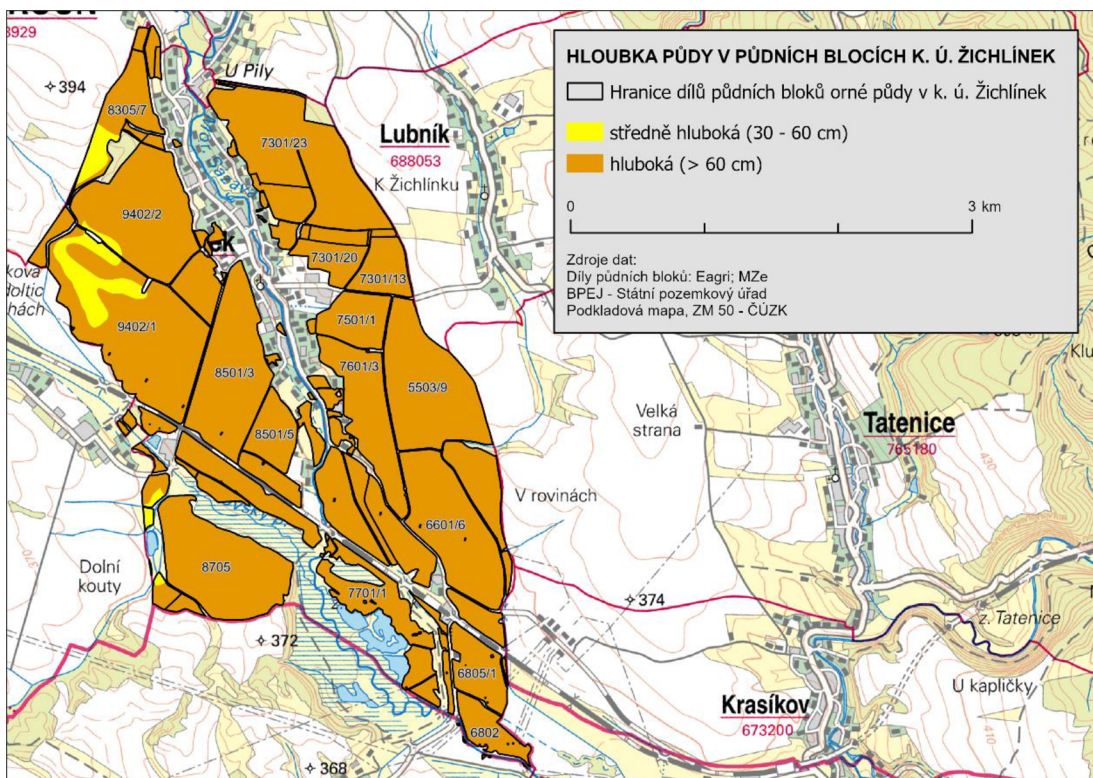 3929
394
U Pily
8305/7
7301/23
Lubník
688053
K Žichlínku
9402/2
7301/20
7301/13
9402/1
7501/1
7601/3
8501/3
5503/9
8501/5
Velká
strana
Tatenice
765180
430
V rovinách
6601/6
Dolní
kouty
8705
7701/1
374
z. Tatenice
372
6805/1
U kapličky
Krasíkov
673200
6802
410
368
HLOUBKA PŮDY V PŮDNÍCH BLOCÍCH K. Ú. ŽICHLÍNEK
Hranice dílů půdních bloků orné půdy v k. ú. Žichlínek
středně hluboká (30 - 60 cm)
hluboká (> 60 cm)
0
3 km
Zdroje dat:
Díly půdních bloků: Eagri; MZe
BPEJ - Státní pozemkový úřad
Podkladová mapa, ZM 50 - ČÚZK